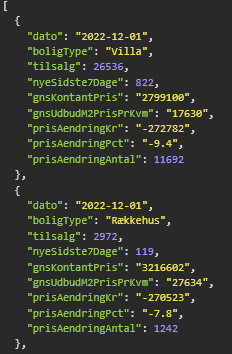 [
{
"dato": "2022-12-01",
"boligType": "Villa",
"tilsalg": 26536,
"nyeSidste7Dage": 822,
"gnsKontantPris": "2799100",
"gnsUdbudM2PrisPrKvm": "17630",
"prisAendringKr": "-272782",
"prisAendringPct": "-9.4",
"prisAendringAntal": 11692
},
{
"dato": "2022-12-01",
"boligType": "Rækkehus",
"tilsalg": 2972,
"nyeSidste7Dage": 119,
"gnsKontantPris": "3216602",
"gnsUdbudM2PrisPrKvm": "27634",
"prisAendringKr": "-270523",
"prisAendringPct": "-7.8",
"prisAendringAntal": 1242
},